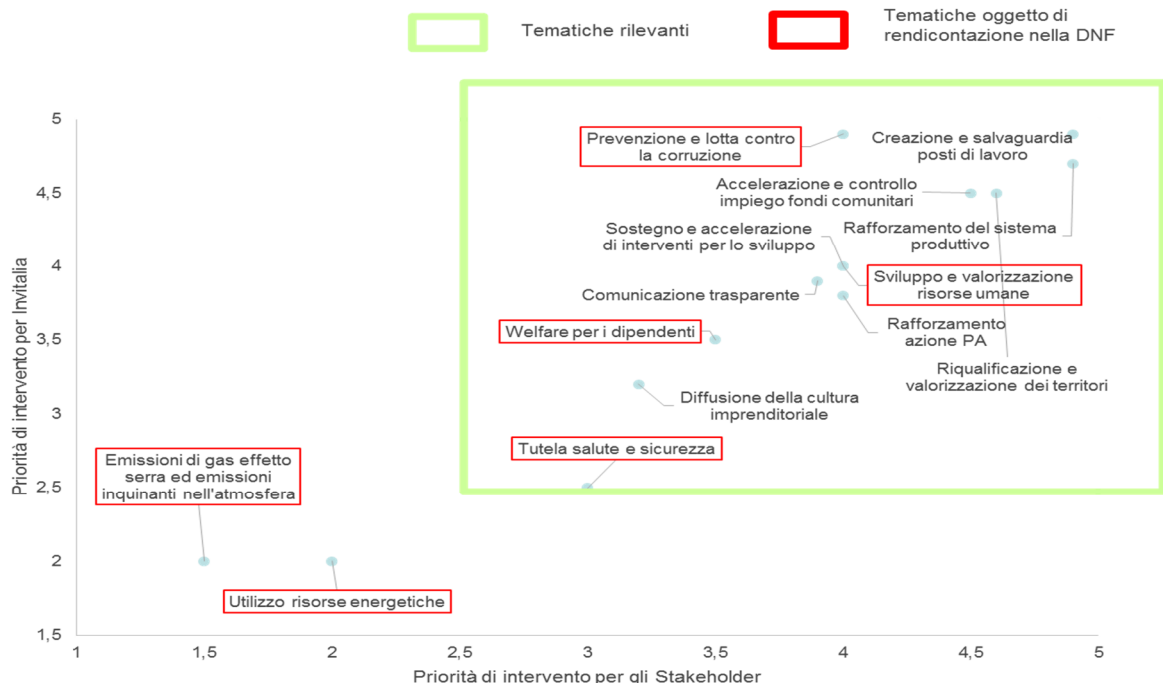 Tematiche rilevanti
Tematiche oggetto di
rendicontazione nella DNF
Priorità di intervento per Invitalia
5
4,5
4
3,5
3
2,5
2
1,5
Prevenzione e lotta contro
la corruzione
Creazione e salvaguardia
posti di lavoro
Accelerazione e controllo
impiego fondi comunitari
Sostegno e accelerazione
di interventi per lo sviluppo
Rafforzamento del sistema
produttivo
Sviluppo e valorizzazione
risorse umane
Comunicazione trasparente
Welfare per i dipendenti
Rafforzamento
azione PA
Riqualificazione e
valorizzazione dei territori
Diffusione della cultura
imprenditoriale
Tutela salute e sicurezza
Emissioni di gas effetto
serra ed emissioni
inquinanti nell'atmosfera
Utilizzo risorse energetiche
1
1,5
2
2,5
3
3,5
4
4,5
5
Priorità di intervento per gli Stakeholder